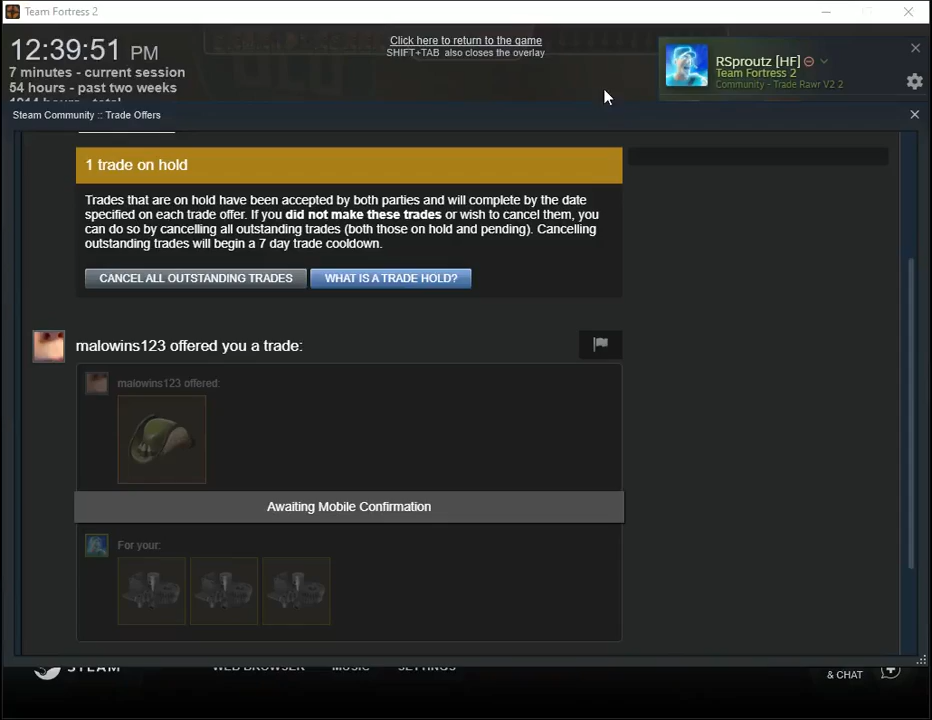 Team Fortress 2
12:39:51 PM
7 minutes - current session
54 hours - past two weeks
Click here to return to the game
SHIFT+TAB also closes the overlay
RSproutz [HF]
Team Fortress 2
Community - Trade Rawr V2 2
Steam Community :: Trade Offers
1 trade on hold
Trades that are on hold have been accepted by both parties and will complete by the date
specified on each trade offer. If you did not make these trades or wish to cancel them, you
can do so by cancelling all outstanding trades (both those on hold and pending). Cancelling
outstanding trades will begin a 7 day trade cooldown.
CANCEL ALL OUTSTANDING TRADES
WHAT IS A TRADE HOLD?
malowins123 offered you a trade:
malowins123 offered:
Awaiting Mobile Confirmation
For your:
STEAM
WEB BROWSER
MUSIC
SETTINGS
& CHAT